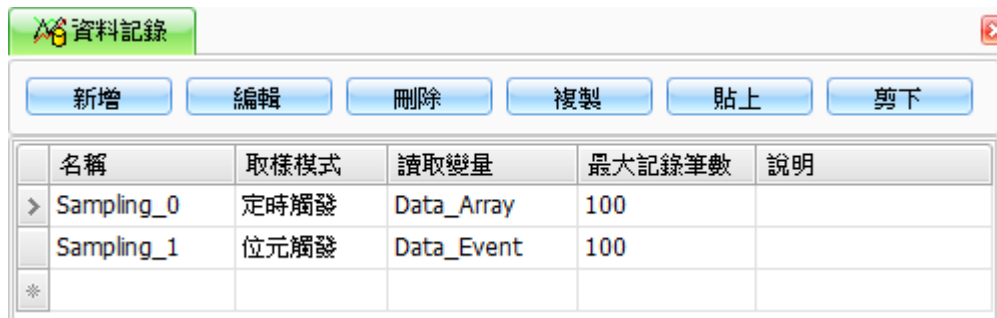 資料記錄
新增 編輯 刪除 複製 貼上 剪下
名稱 取樣模式 讀取變量 最大記錄筆數 說明
Sampling_0 定時觸發 Data_Array 100
Sampling_1 位元觸發 Data_Event 100